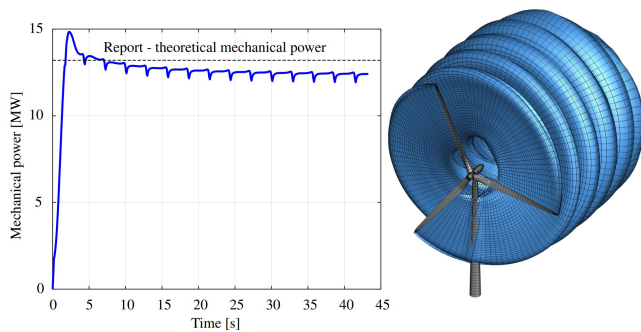 15
Report - theoretical mechanical power
10
Mechanical power [MW]
5
0
0 5 10 15 20 25 30 35 40 45
Time [s]